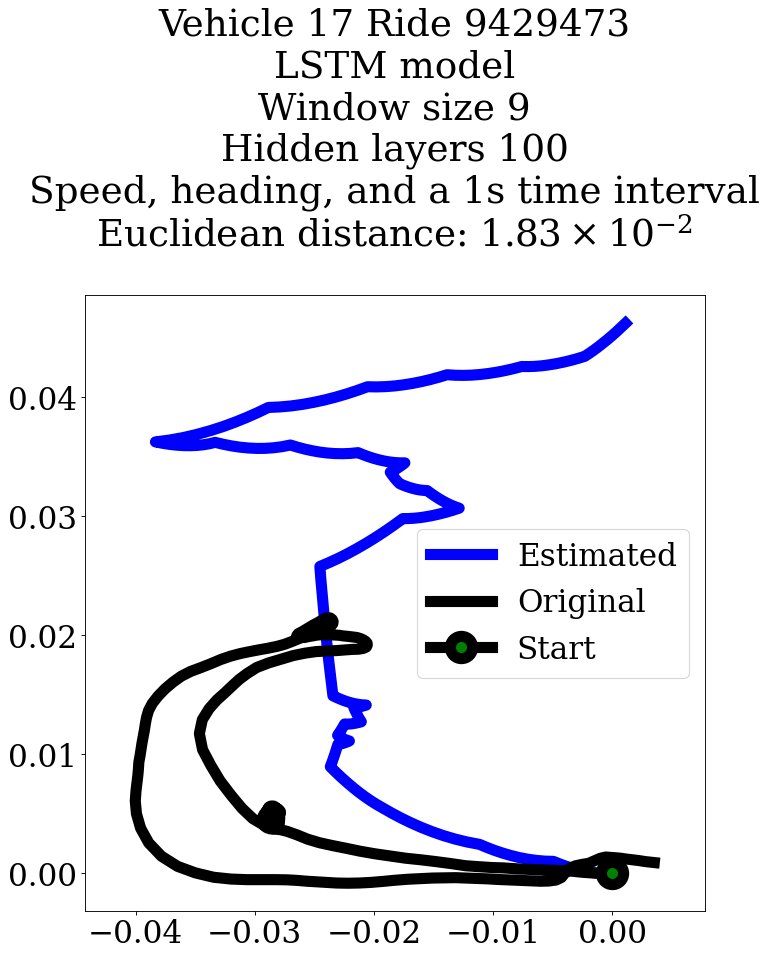 Vehicle 17 Ride 9429473
LSTM model
Window size 9
Hidden layers 100
Speed, heading, and a 1s time interval
Euclidean distance: 1.83 × 10⁻²
0.04
0.03
0.02
0.01
0.00
Estimated
Original
Start
−0.04 −0.03 −0.02 −0.01 0.00